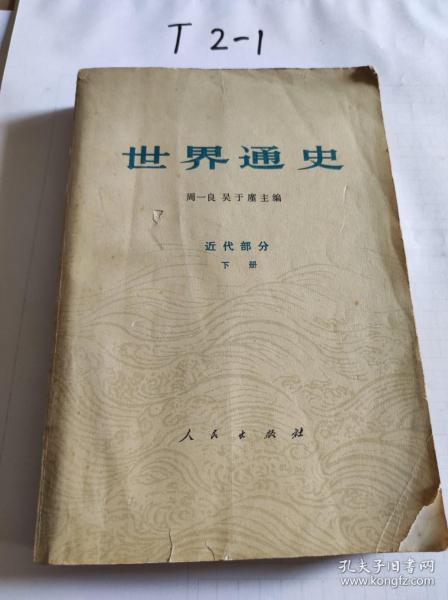 T 2-1
世界通史
周一良 吴于廑主编
近代部分
下册
人民出版社
孔夫子旧书网
www.kongfz.com